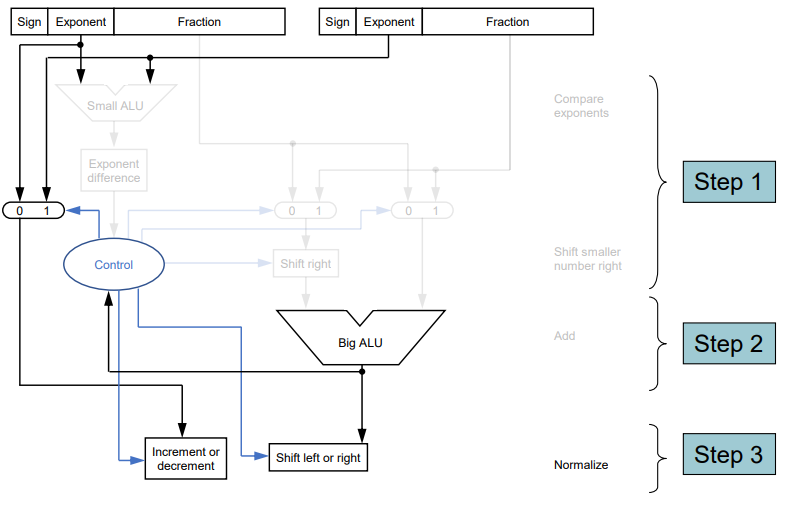 Sign Exponent Fraction
Sign Exponent Fraction
Small ALU
Compare
exponents
Exponent
difference
Step 1
0 1
0 1
0 1
Control
Shift right
Shift smaller
number right
Big ALU
Add
Step 2
Increment or
decrement
Shift left or right
Normalize
Step 3